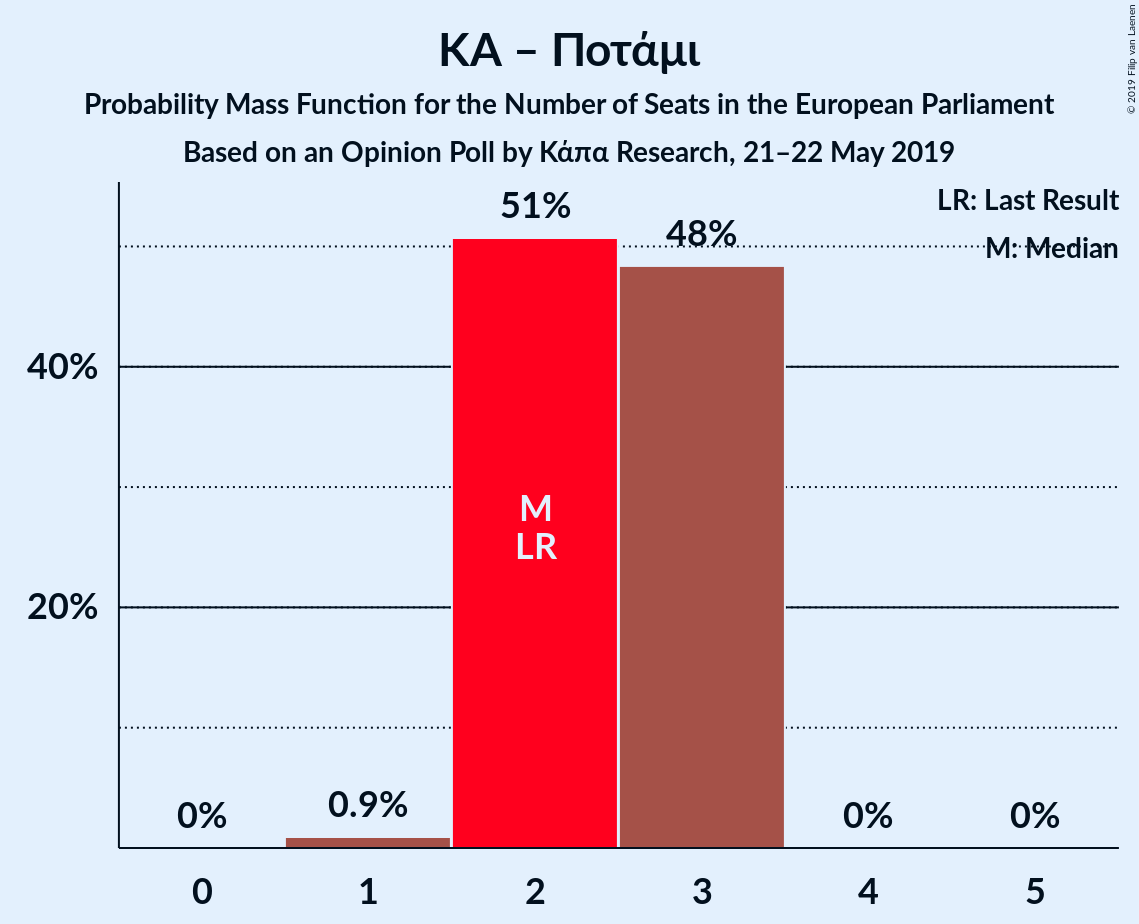 ΚΑ – Ποτάμι
Probability Mass Function for the Number of Seats in the European Parliament
Based on an Opinion Poll by Κάπα Research, 21–22 May 2019
© 2019 Filip van Laenen
LR: Last Result
M: Median
51%
48%
40%
M
LR
20%
0%
0.9%
0%
0%
0
1
2
3
4
5